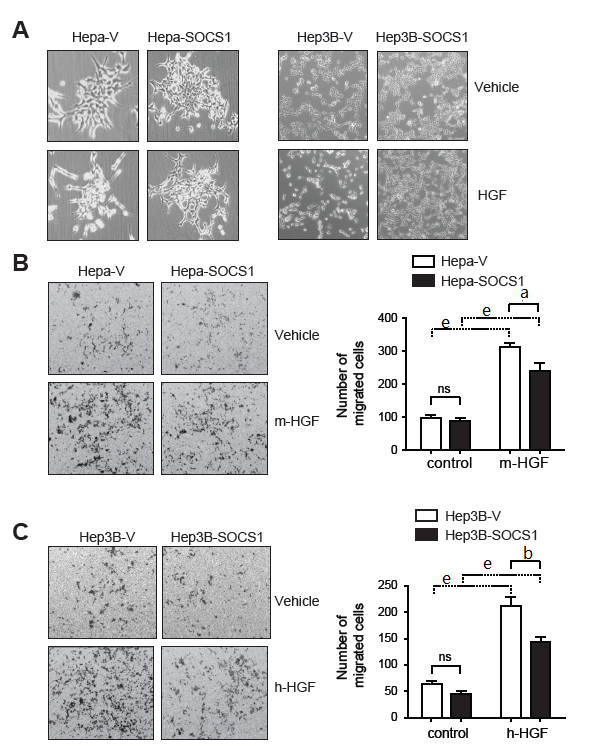 A
Hepa-V Hepa-SOCS1 Hep3B-V Hep3B-SOCS1
Vehicle
HGF
B
Hepa-V Hepa-SOCS1
Vehicle
m-HGF
Hepa-V
Hepa-SOCS1
a
e
e
ns
Number of
migrated cells
400
300
200
100
0
control m-HGF
C
Hep3B-V Hep3B-SOCS1
Vehicle
h-HGF
Hep3B-V
Hep3B-SOCS1
b
e
e
ns
Number of
migrated cells
250
200
150
100
50
0
control h-HGF